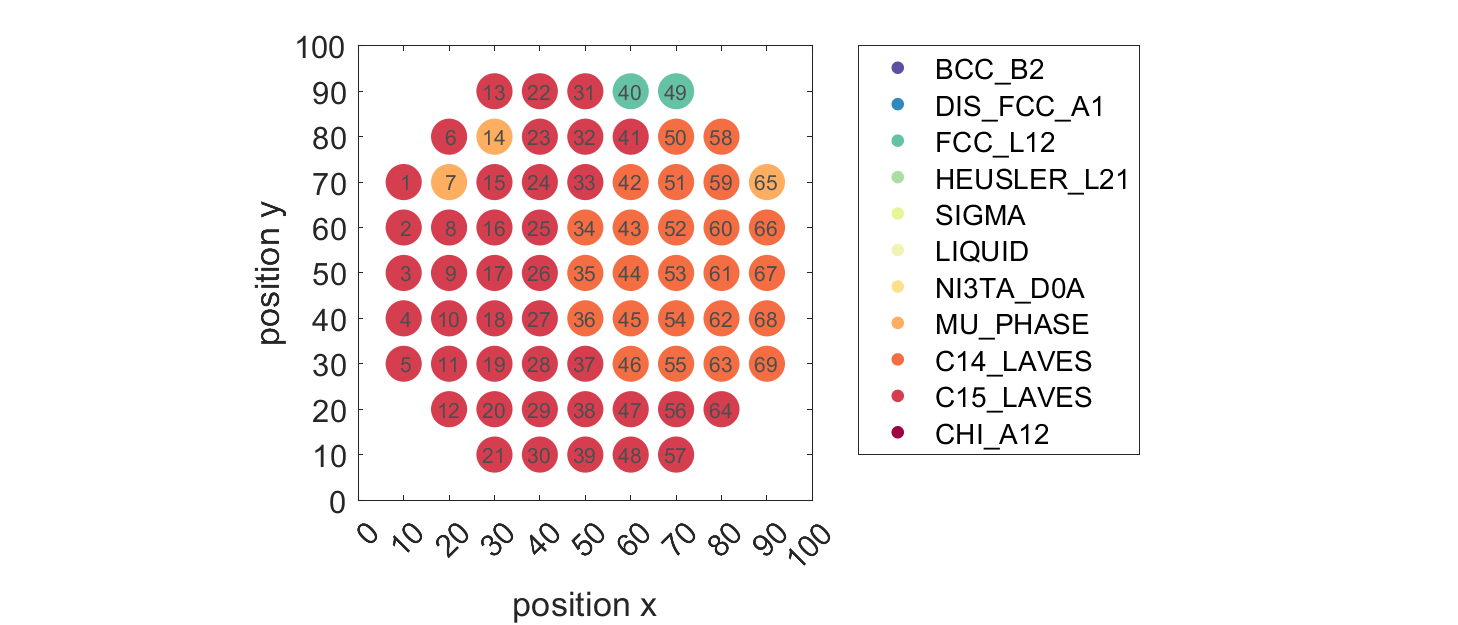 100
90
80
70
60
50
40
30
20
10
0
position y
13 22 31 40 49
6 14 23 32 41 50 58
1 7 15 24 33 42 51 59 65
2 8 16 25 34 43 52 60 66
3 9 17 26 35 44 53 61 67
4 10 18 27 36 45 54 62 68
5 11 19 28 37 46 55 63 69
12 20 29 38 47 56 64
21 30 39 48 57
0 10 20 30 40 50 60 70 80 90 100
position x
BCC_B2
DIS_FCC_A1
FCC_L12
HEUSLER_L21
SIGMA
LIQUID
NI3TA_D0A
MU_PHASE
C14_LAVES
C15_LAVES
CHI_A12